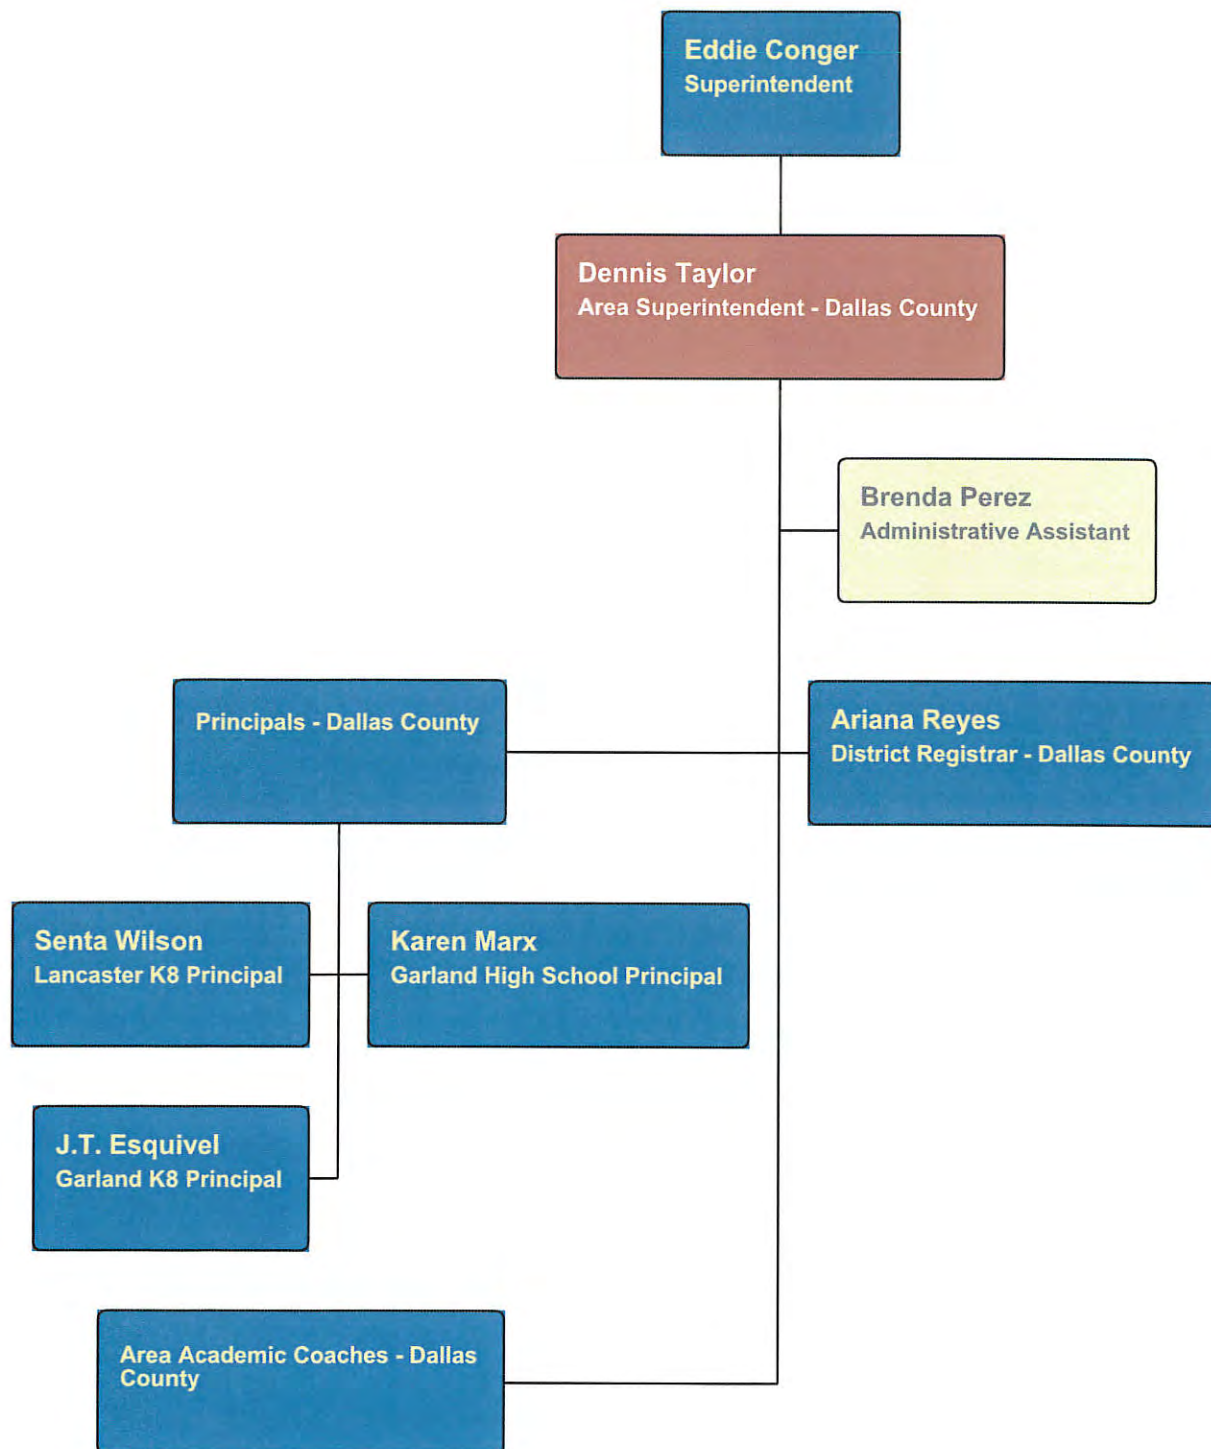 Eddie Conger
Superintendent
Dennis Taylor
Area Superintendent - Dallas County
Brenda Perez
Administrative Assistant
Principals - Dallas County
Ariana Reyes
District Registrar - Dallas County
Senta Wilson
Lancaster K8 Principal
Karen Marx
Garland High School Principal
J.T. Esquivel
Garland K8 Principal
Area Academic Coaches - Dallas
County